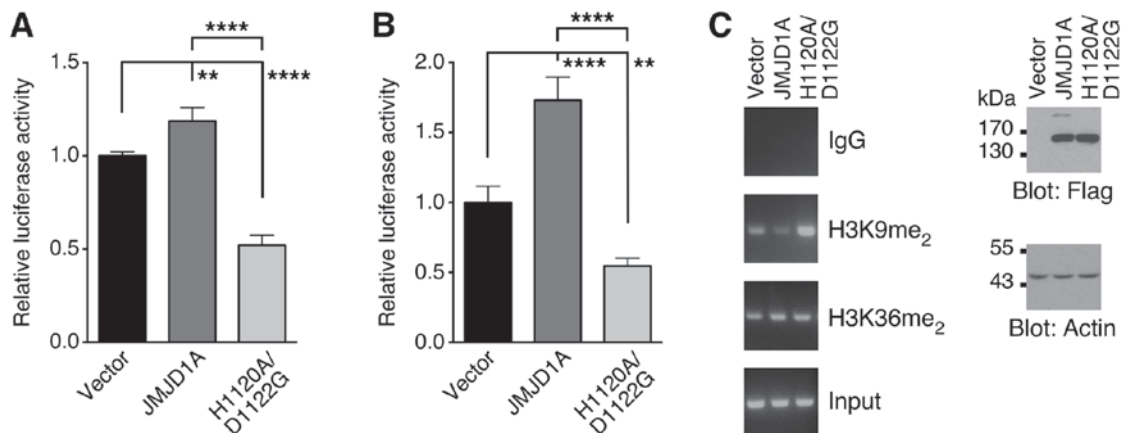 A
****
**
****
1.5
1.0
0.5
0.0
Relative luciferase activity
Vector
JMJD1A
H1120A/
D1122G
B
****
****
**
2.0
1.5
1.0
0.5
0.0
Relative luciferase activity
Vector
JMJD1A
H1120A/
D1122G
C
Vector
JMJD1A
H1120A/
D1122G
IgG
H3K9me₂
H3K36me₂
Input
Vector
JMJD1A
H1120A/
D1122G
kDa
170
130
Blot: Flag
55
43
Blot: Actin